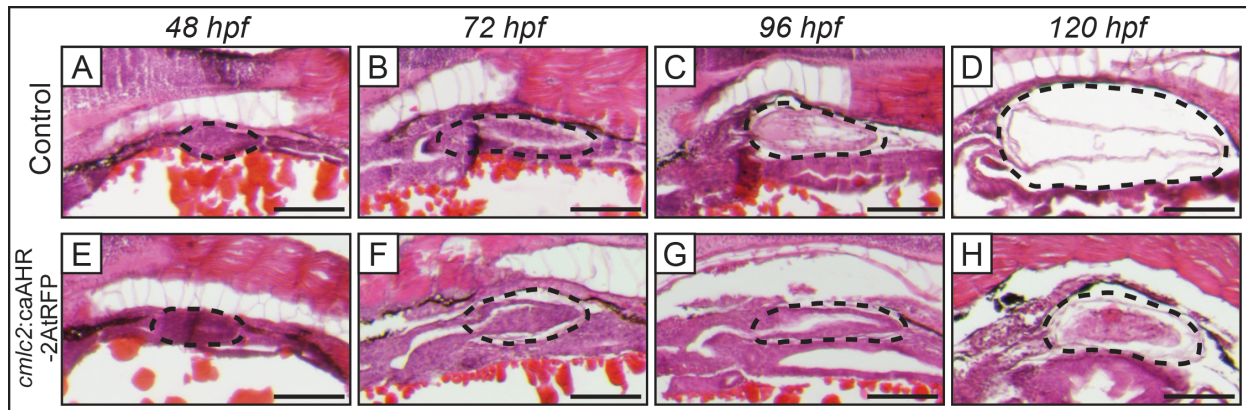 48 hpf 72 hpf 96 hpf 120 hpf
Control
A B C D
cmlc2:caAHR
-2AtRFP
E F G H